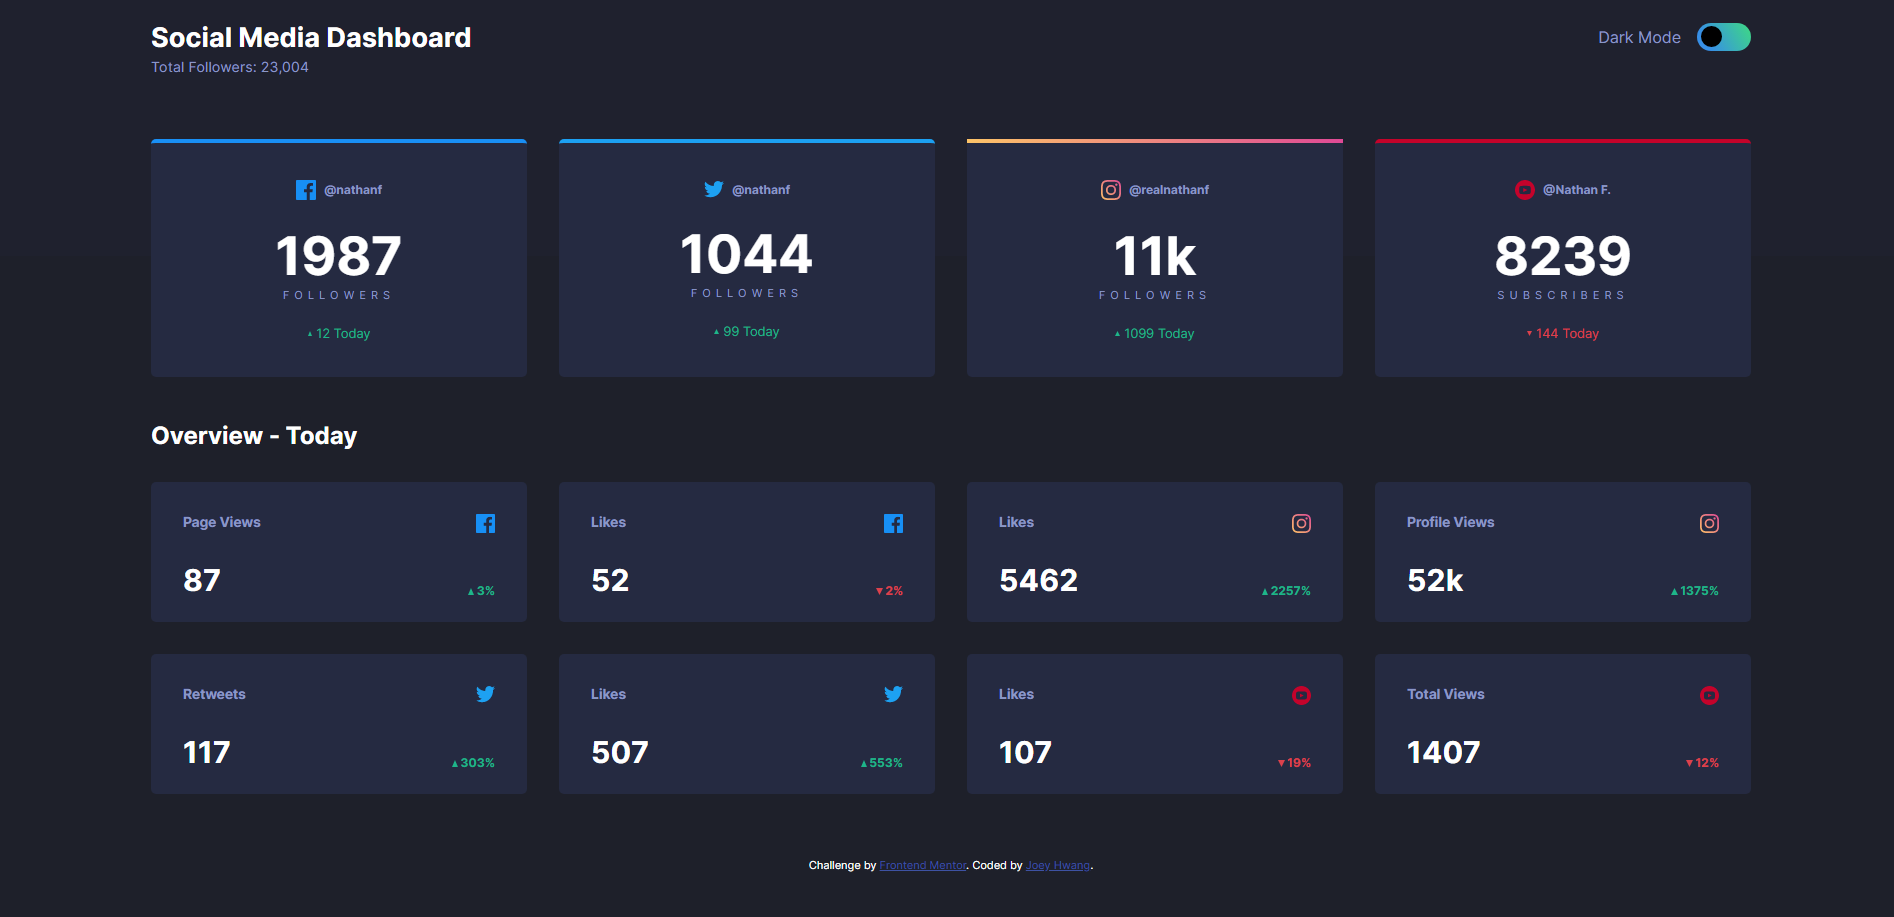 Social Media Dashboard
Total Followers: 23,004
Dark Mode
@nathanf
1987
FOLLOWERS
▲ 12 Today
@nathanf
1044
FOLLOWERS
▲ 99 Today
@realnathanf
11k
FOLLOWERS
▲ 1099 Today
@Nathan F.
8239
SUBSCRIBERS
▼ 144 Today
Overview - Today
Page Views
87
▲3%
Likes
52
▼2%
Likes
5462
▲2257%
Profile Views
52k
▲1375%
Retweets
117
▲303%
Likes
507
▲553%
Likes
107
▼19%
Total Views
1407
▼12%
Challenge by Frontend Mentor. Coded by Joey Hwang.